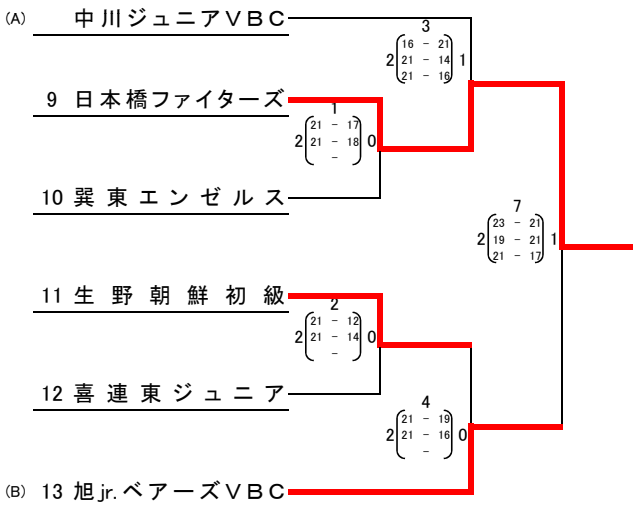 (A) 中川ジュニアVBC
3
2 16 - 21 1
21 - 14
21 - 16
9 日本橋ファイターズ
1
2 21 - 17 0
21 - 18
-
10 巽東エンゼルス
7
2 23 - 21 1
19 - 21
21 - 17
11 生野朝鮮初級
2
2 21 - 12 0
21 - 14
-
12 喜連東ジュニア
4
2 21 - 19 0
21 - 16
-
(B) 13 旭jr.ベアーズVBC